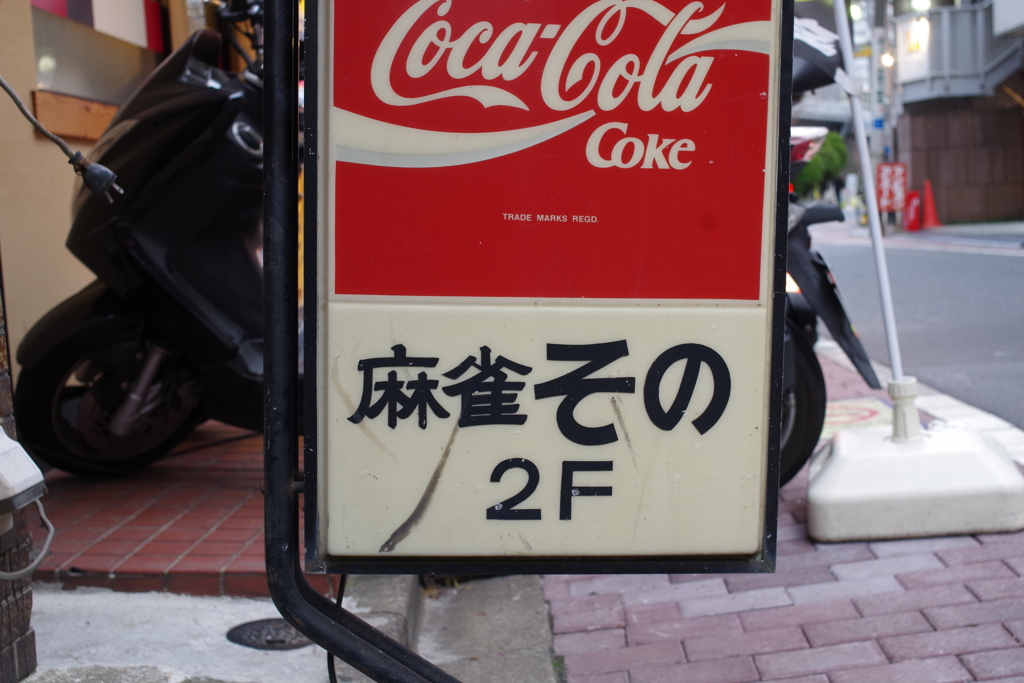 Coca-Cola
Coke
TRADE MARKS REGD.
麻雀その
2F